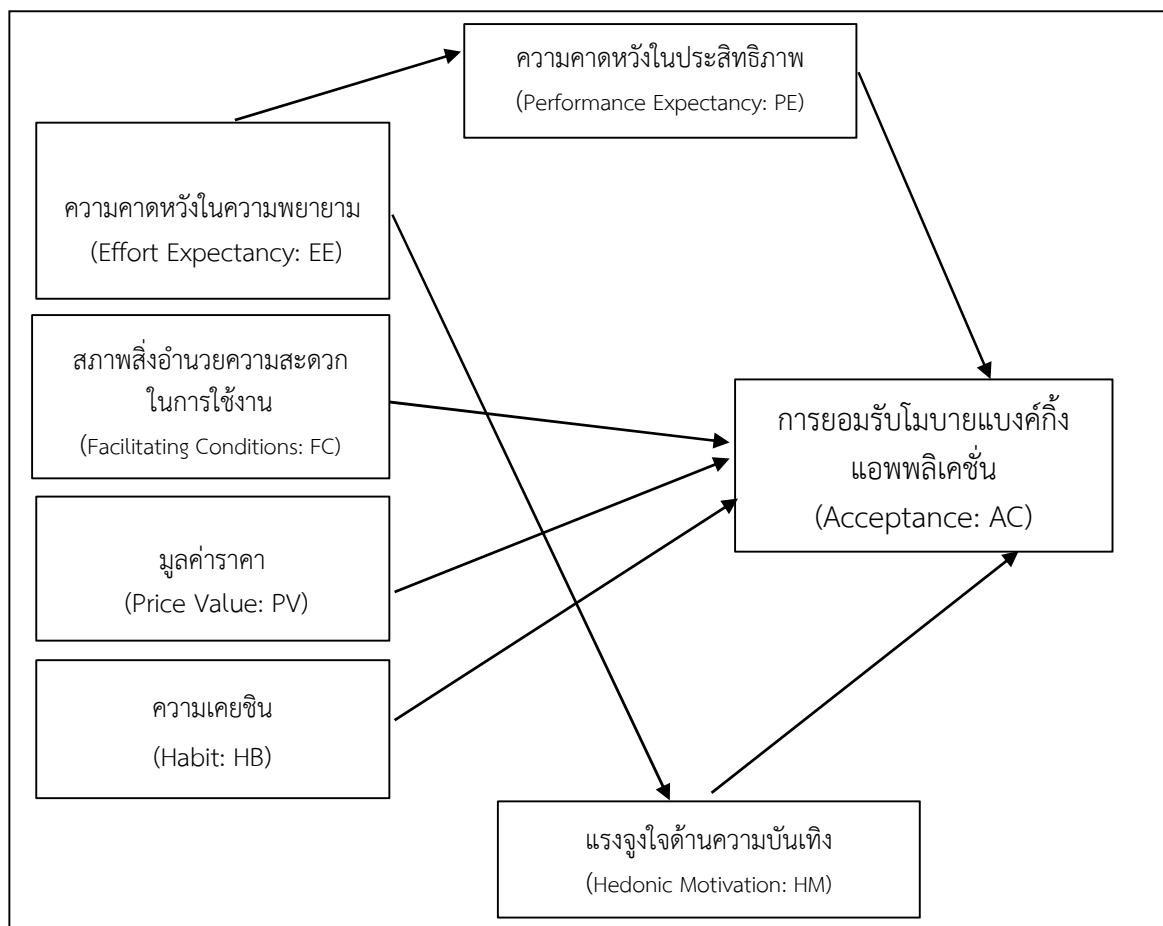 ความคาดหวังในประสิทธิภาพ
(Performance Expectancy: PE)
ความคาดหวังในความพยายาม
(Effort Expectancy: EE)
สภาพสิ่งอำนวยความสะดวก
ในการใช้งาน
(Facilitating Conditions: FC)
การยอมรับโมบายแบงค์กิ้ง
แอพพลิเคชั่น
(Acceptance: AC)
มูลค่าราคา
(Price Value: PV)
ความเคยชิน
(Habit: HB)
แรงจูงใจด้านความบันเทิง
(Hedonic Motivation: HM)